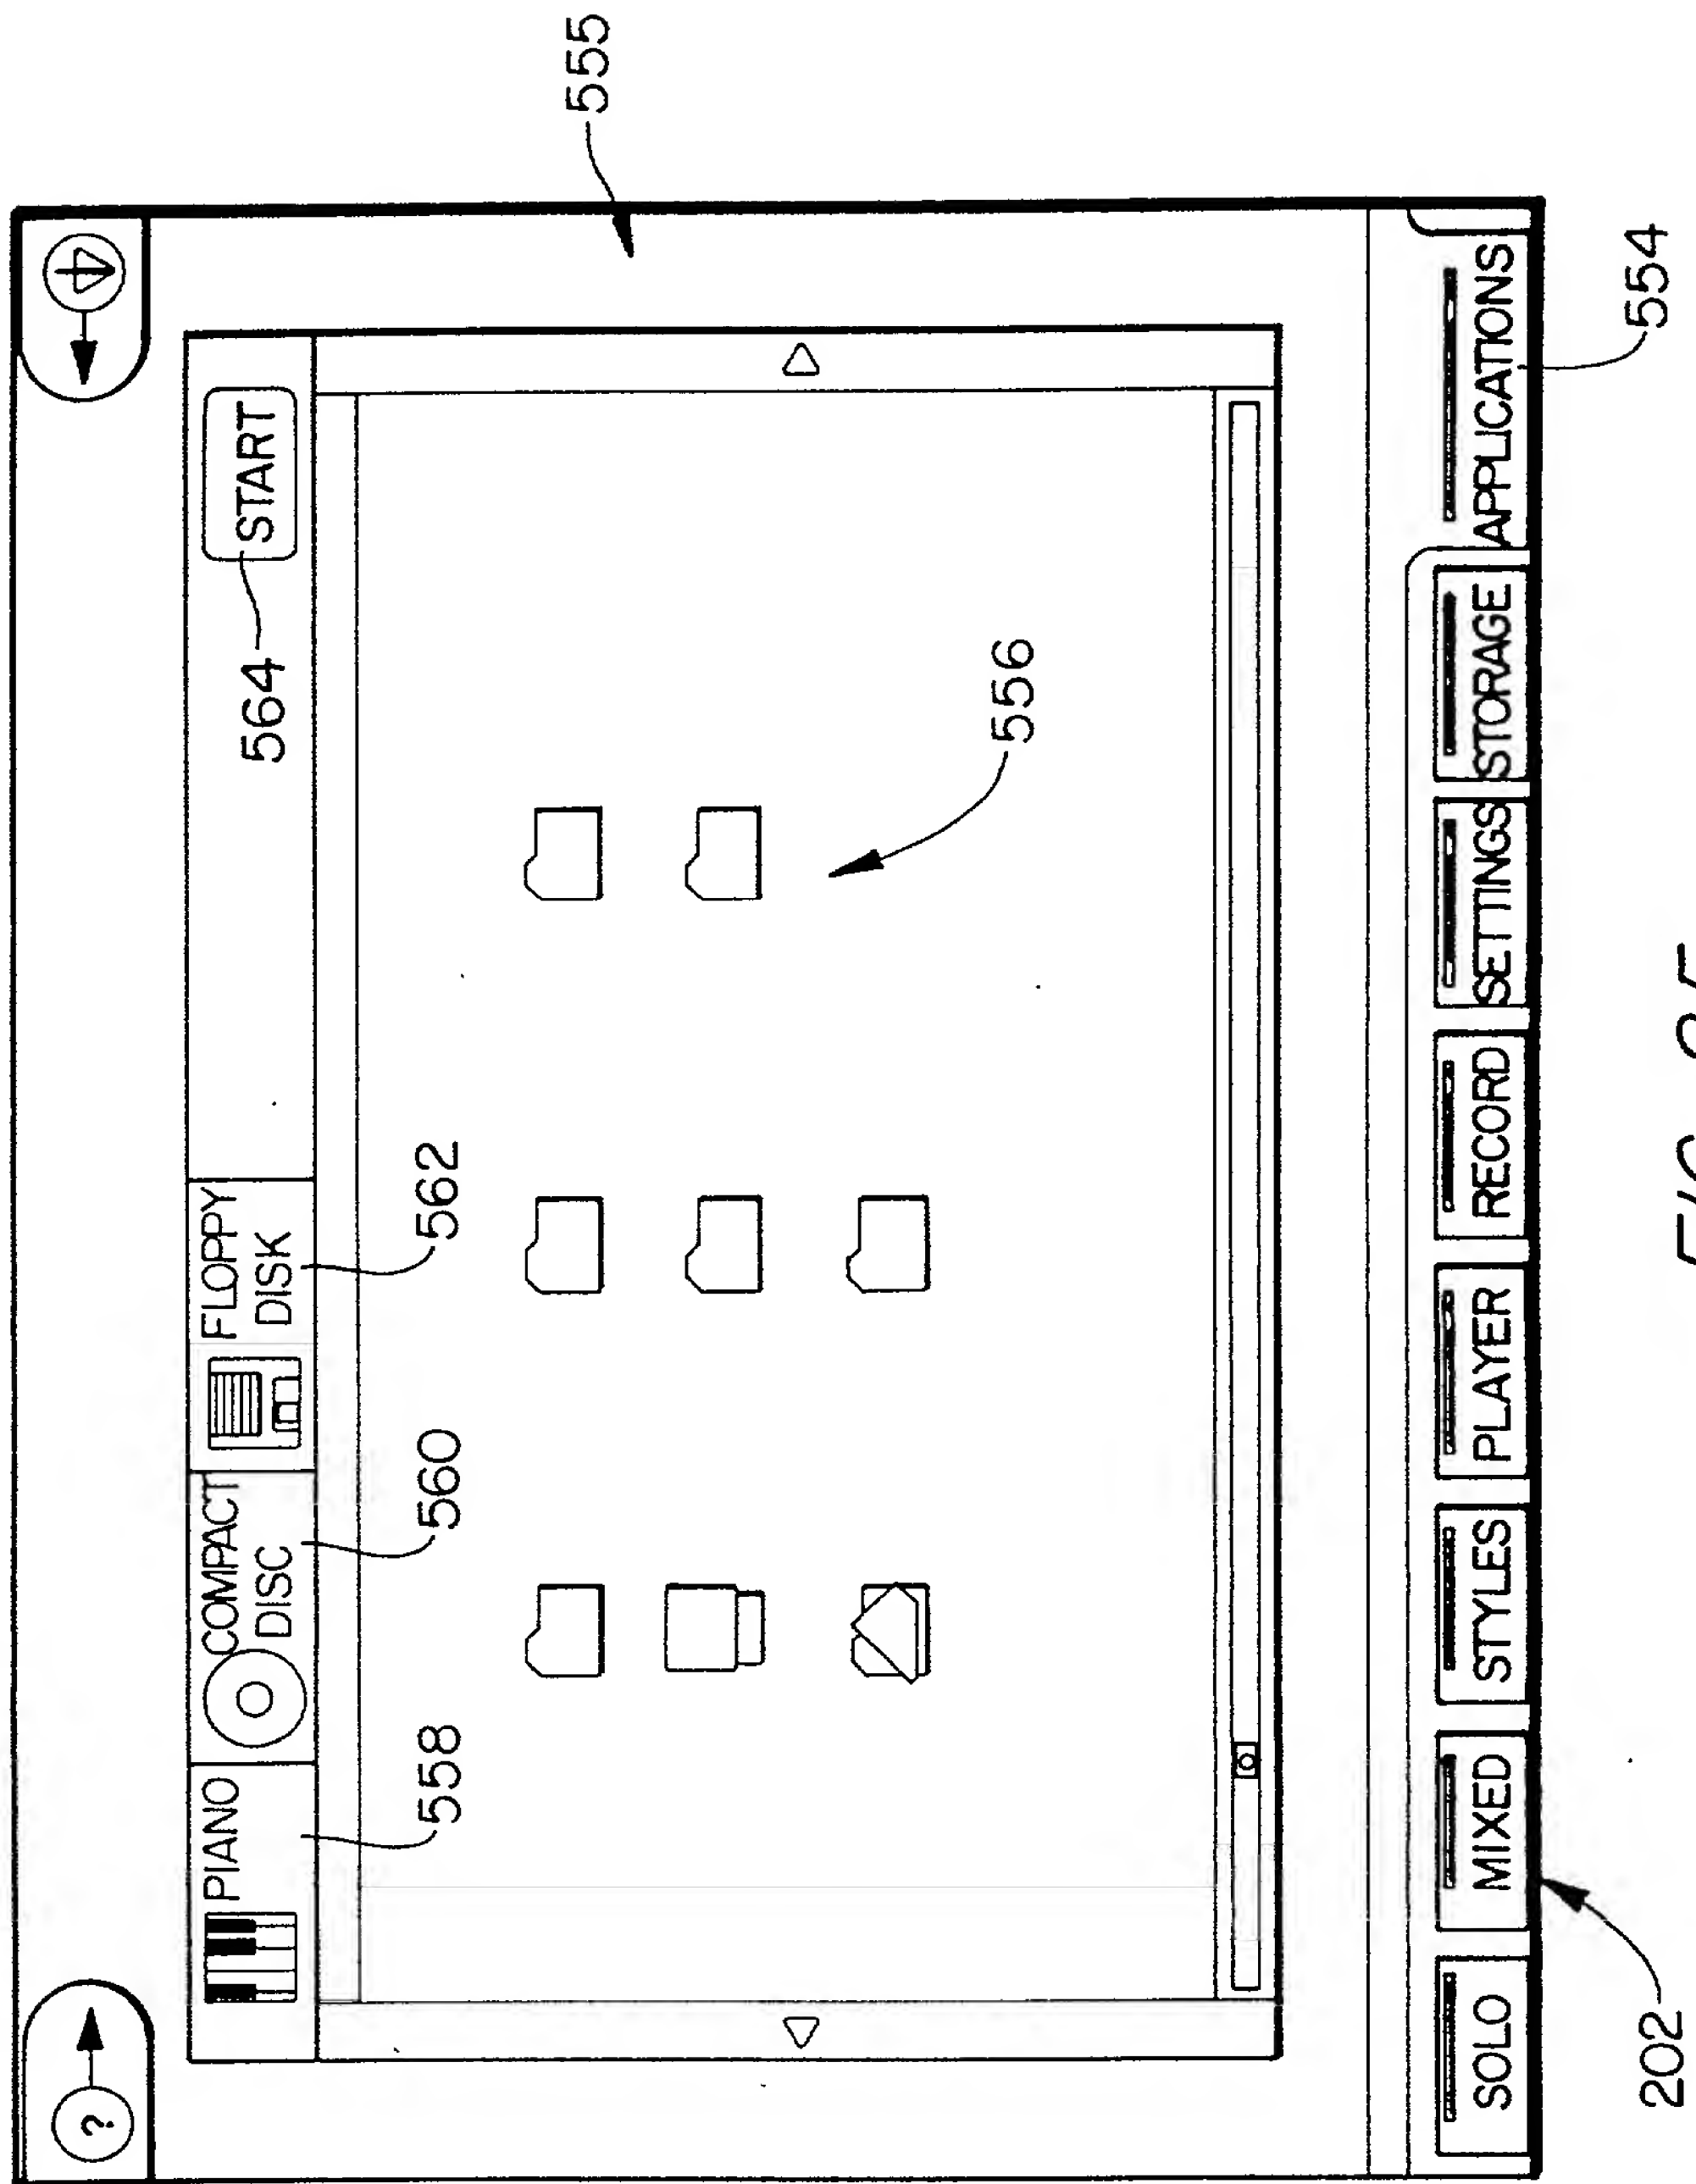 ?
PIANO
COMPACT
DISC
FLOPPY
DISK
564
START
555
558
560
562
556
SOLO
MIXED
STYLES
PLAYER
RECORD
SETTINGS
STORAGE
APPLICATIONS
202
554